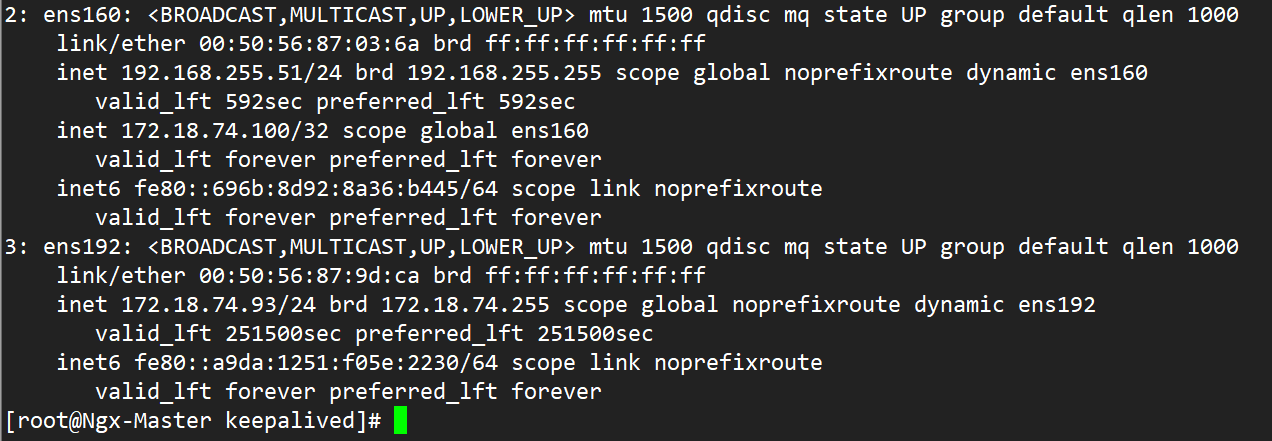 2: ens160: <BROADCAST,MULTICAST,UP,LOWER_UP> mtu 1500 qdisc mq state UP group default qlen 1000
    link/ether 00:50:56:87:03:6a brd ff:ff:ff:ff:ff:ff
    inet 192.168.255.51/24 brd 192.168.255.255 scope global noprefixroute dynamic ens160
       valid_lft 592sec preferred_lft 592sec
    inet 172.18.74.100/32 scope global ens160
       valid_lft forever preferred_lft forever
    inet6 fe80::696b:8d92:8a36:b445/64 scope link noprefixroute
       valid_lft forever preferred_lft forever
3: ens192: <BROADCAST,MULTICAST,UP,LOWER_UP> mtu 1500 qdisc mq state UP group default qlen 1000
    link/ether 00:50:56:87:9d:ca brd ff:ff:ff:ff:ff:ff
    inet 172.18.74.93/24 brd 172.18.74.255 scope global noprefixroute dynamic ens192
       valid_lft 251500sec preferred_lft 251500sec
    inet6 fe80::a9da:1251:f05e:2230/64 scope link noprefixroute
       valid_lft forever preferred_lft forever
[root@Ngx-Master keepalived]#